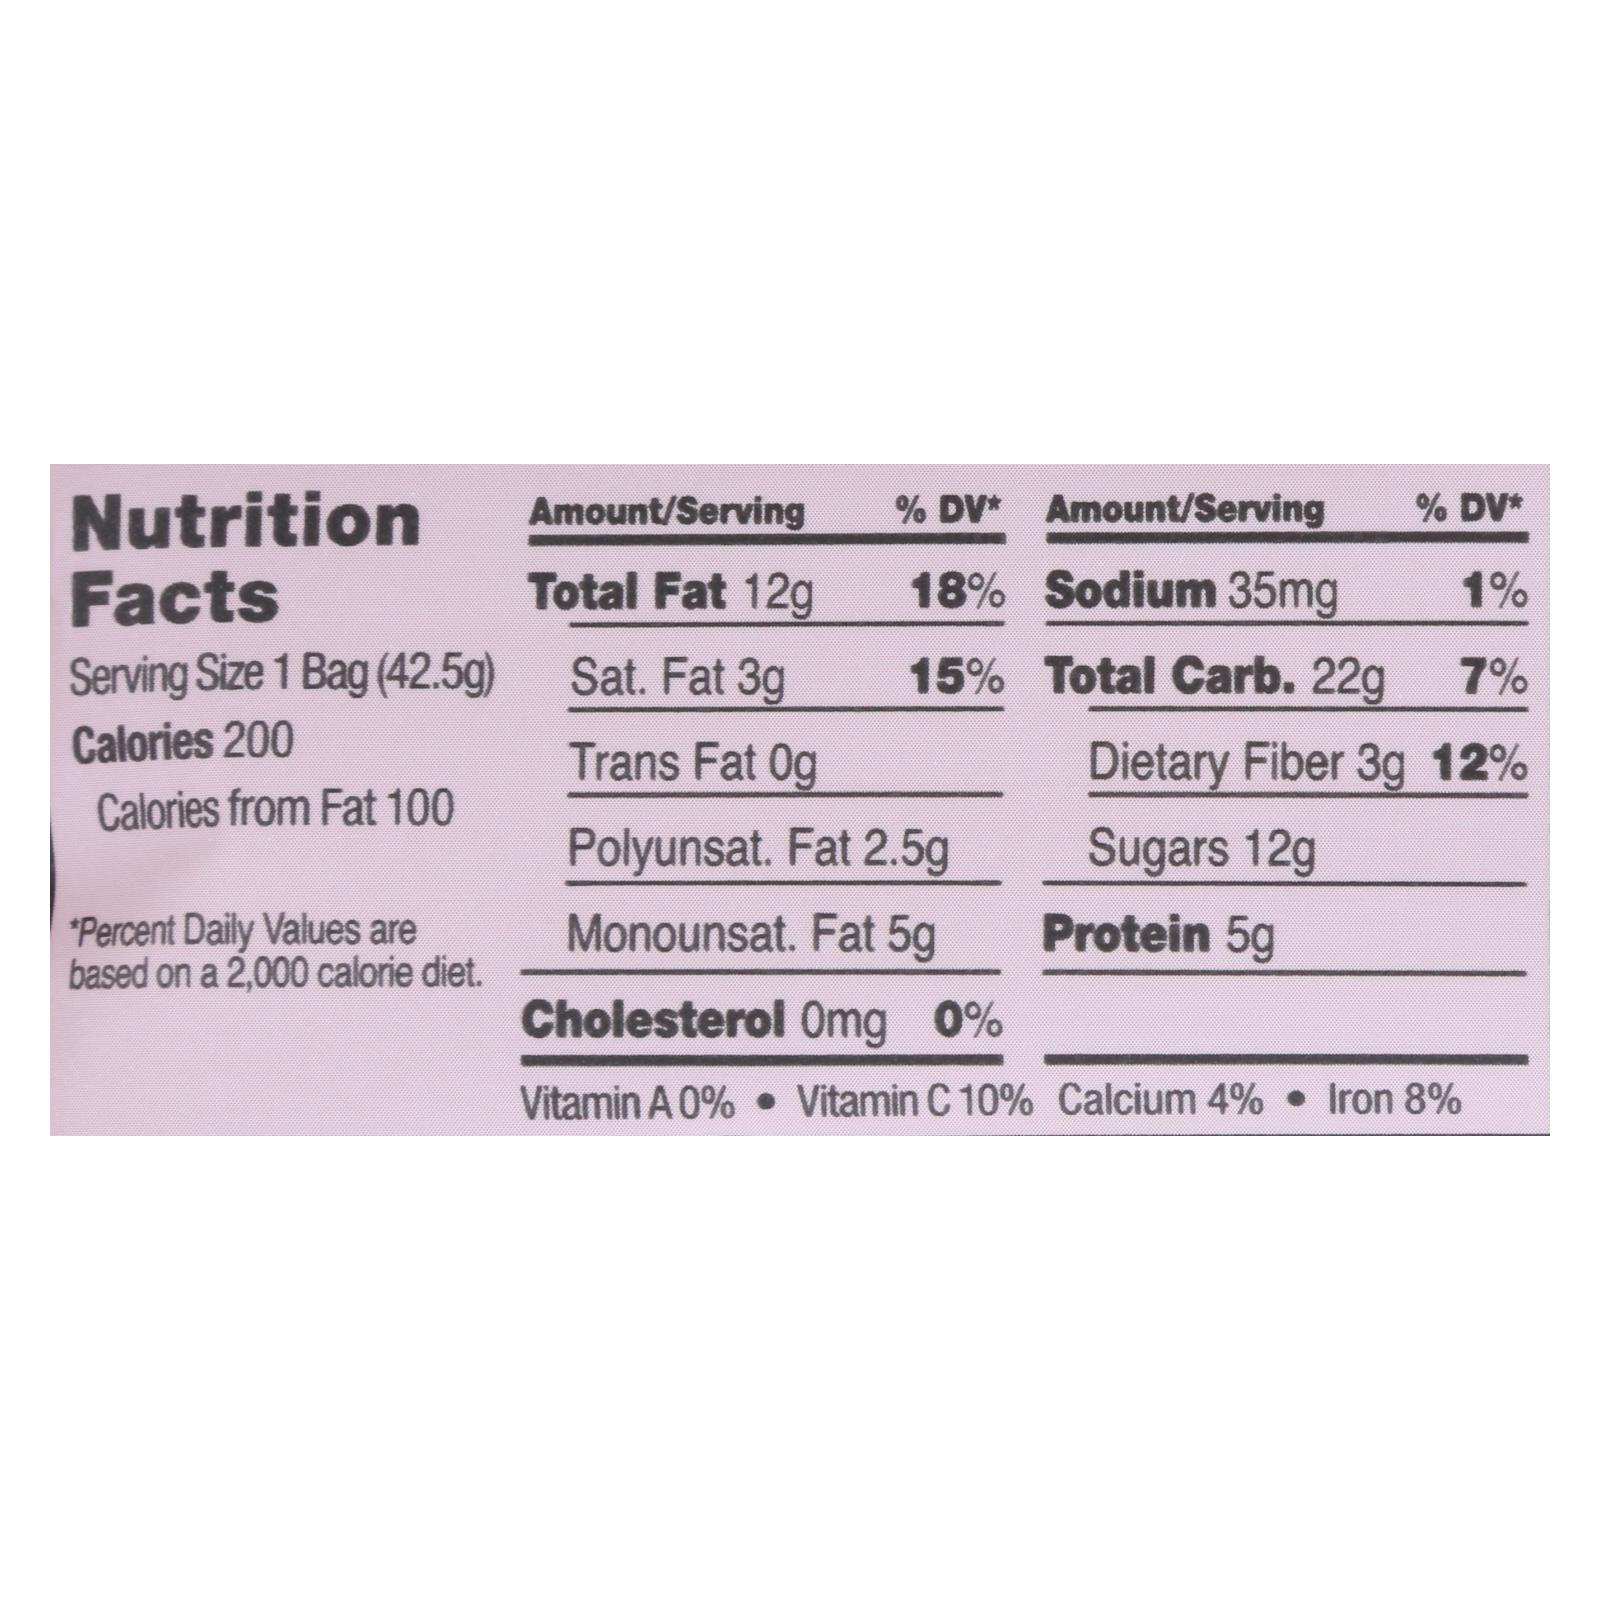 Nutrition
Facts
Serving Size 1 Bag (42.5g)
Calories 200
Calories from Fat 100
*Percent Daily Values are
based on a 2,000 calorie diet.
Amount/Serving % DV*
Total Fat 12g 18%
Sat. Fat 3g 15%
Trans Fat 0g
Polyunsat. Fat 2.5g
Monounsat. Fat 5g
Cholesterol 0mg 0%
Amount/Serving % DV*
Sodium 35mg 1%
Total Carb. 22g 7%
Dietary Fiber 3g 12%
Sugars 12g
Protein 5g
Vitamin A 0% • Vitamin C 10% Calcium 4% • Iron 8%